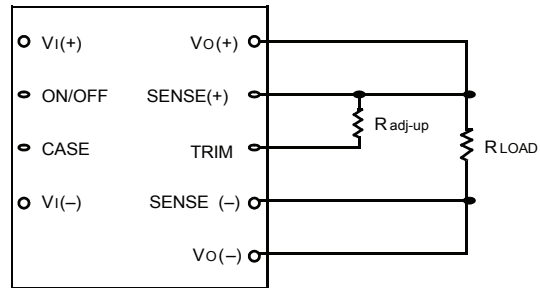 VI(+) VO(+)
ON/OFF SENSE(+)
Radj-up
CASE TRIM RLOAD
VI(–) SENSE (–)
VO(–)